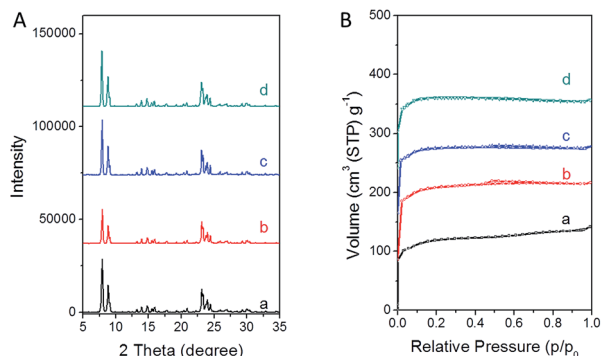 A
Intensity
150000
100000
50000
0
d
c
b
a
5 10 15 20 25 30 35
2 Theta (degree)
B
Volume (cm³ (STP) g⁻¹)
500
400
300
200
100
0
d
c
b
a
0.0 0.2 0.4 0.6 0.8 1.0
Relative Pressure (p/p₀